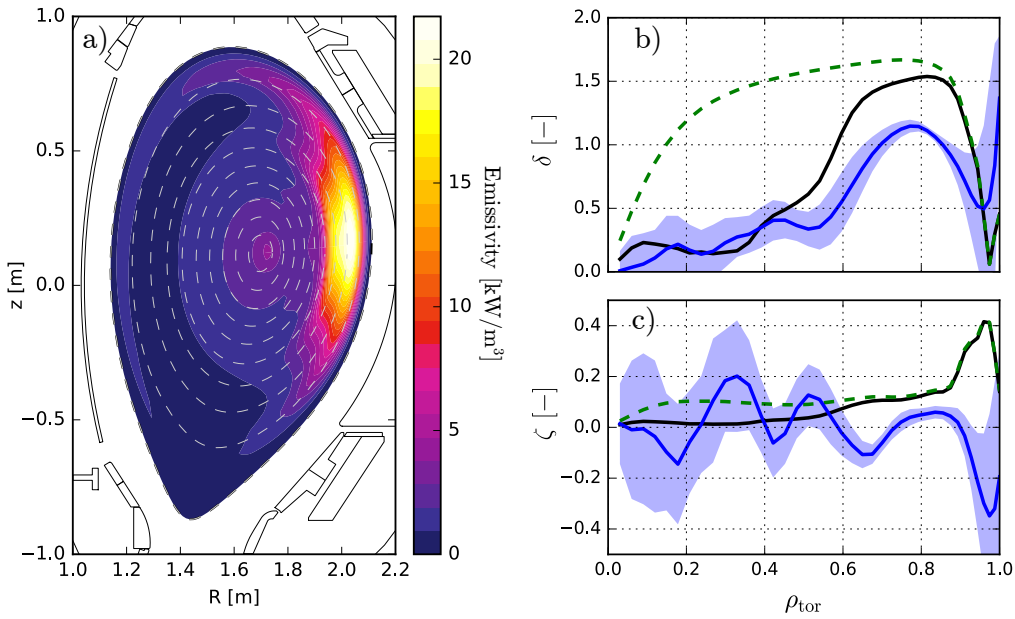 a)
1.0
0.5
0.0
−0.5
−1.0
z [m]
1.0 1.2 1.4 1.6 1.8 2.0 2.2
R [m]
20
15
10
5
0
Emissivity [kW/m³]
b)
2.0
1.5
1.0
0.5
0.0
δ [−]
c)
0.4
0.2
0.0
−0.2
−0.4
ζ [−]
0.0 0.2 0.4 0.6 0.8 1.0
ρtor